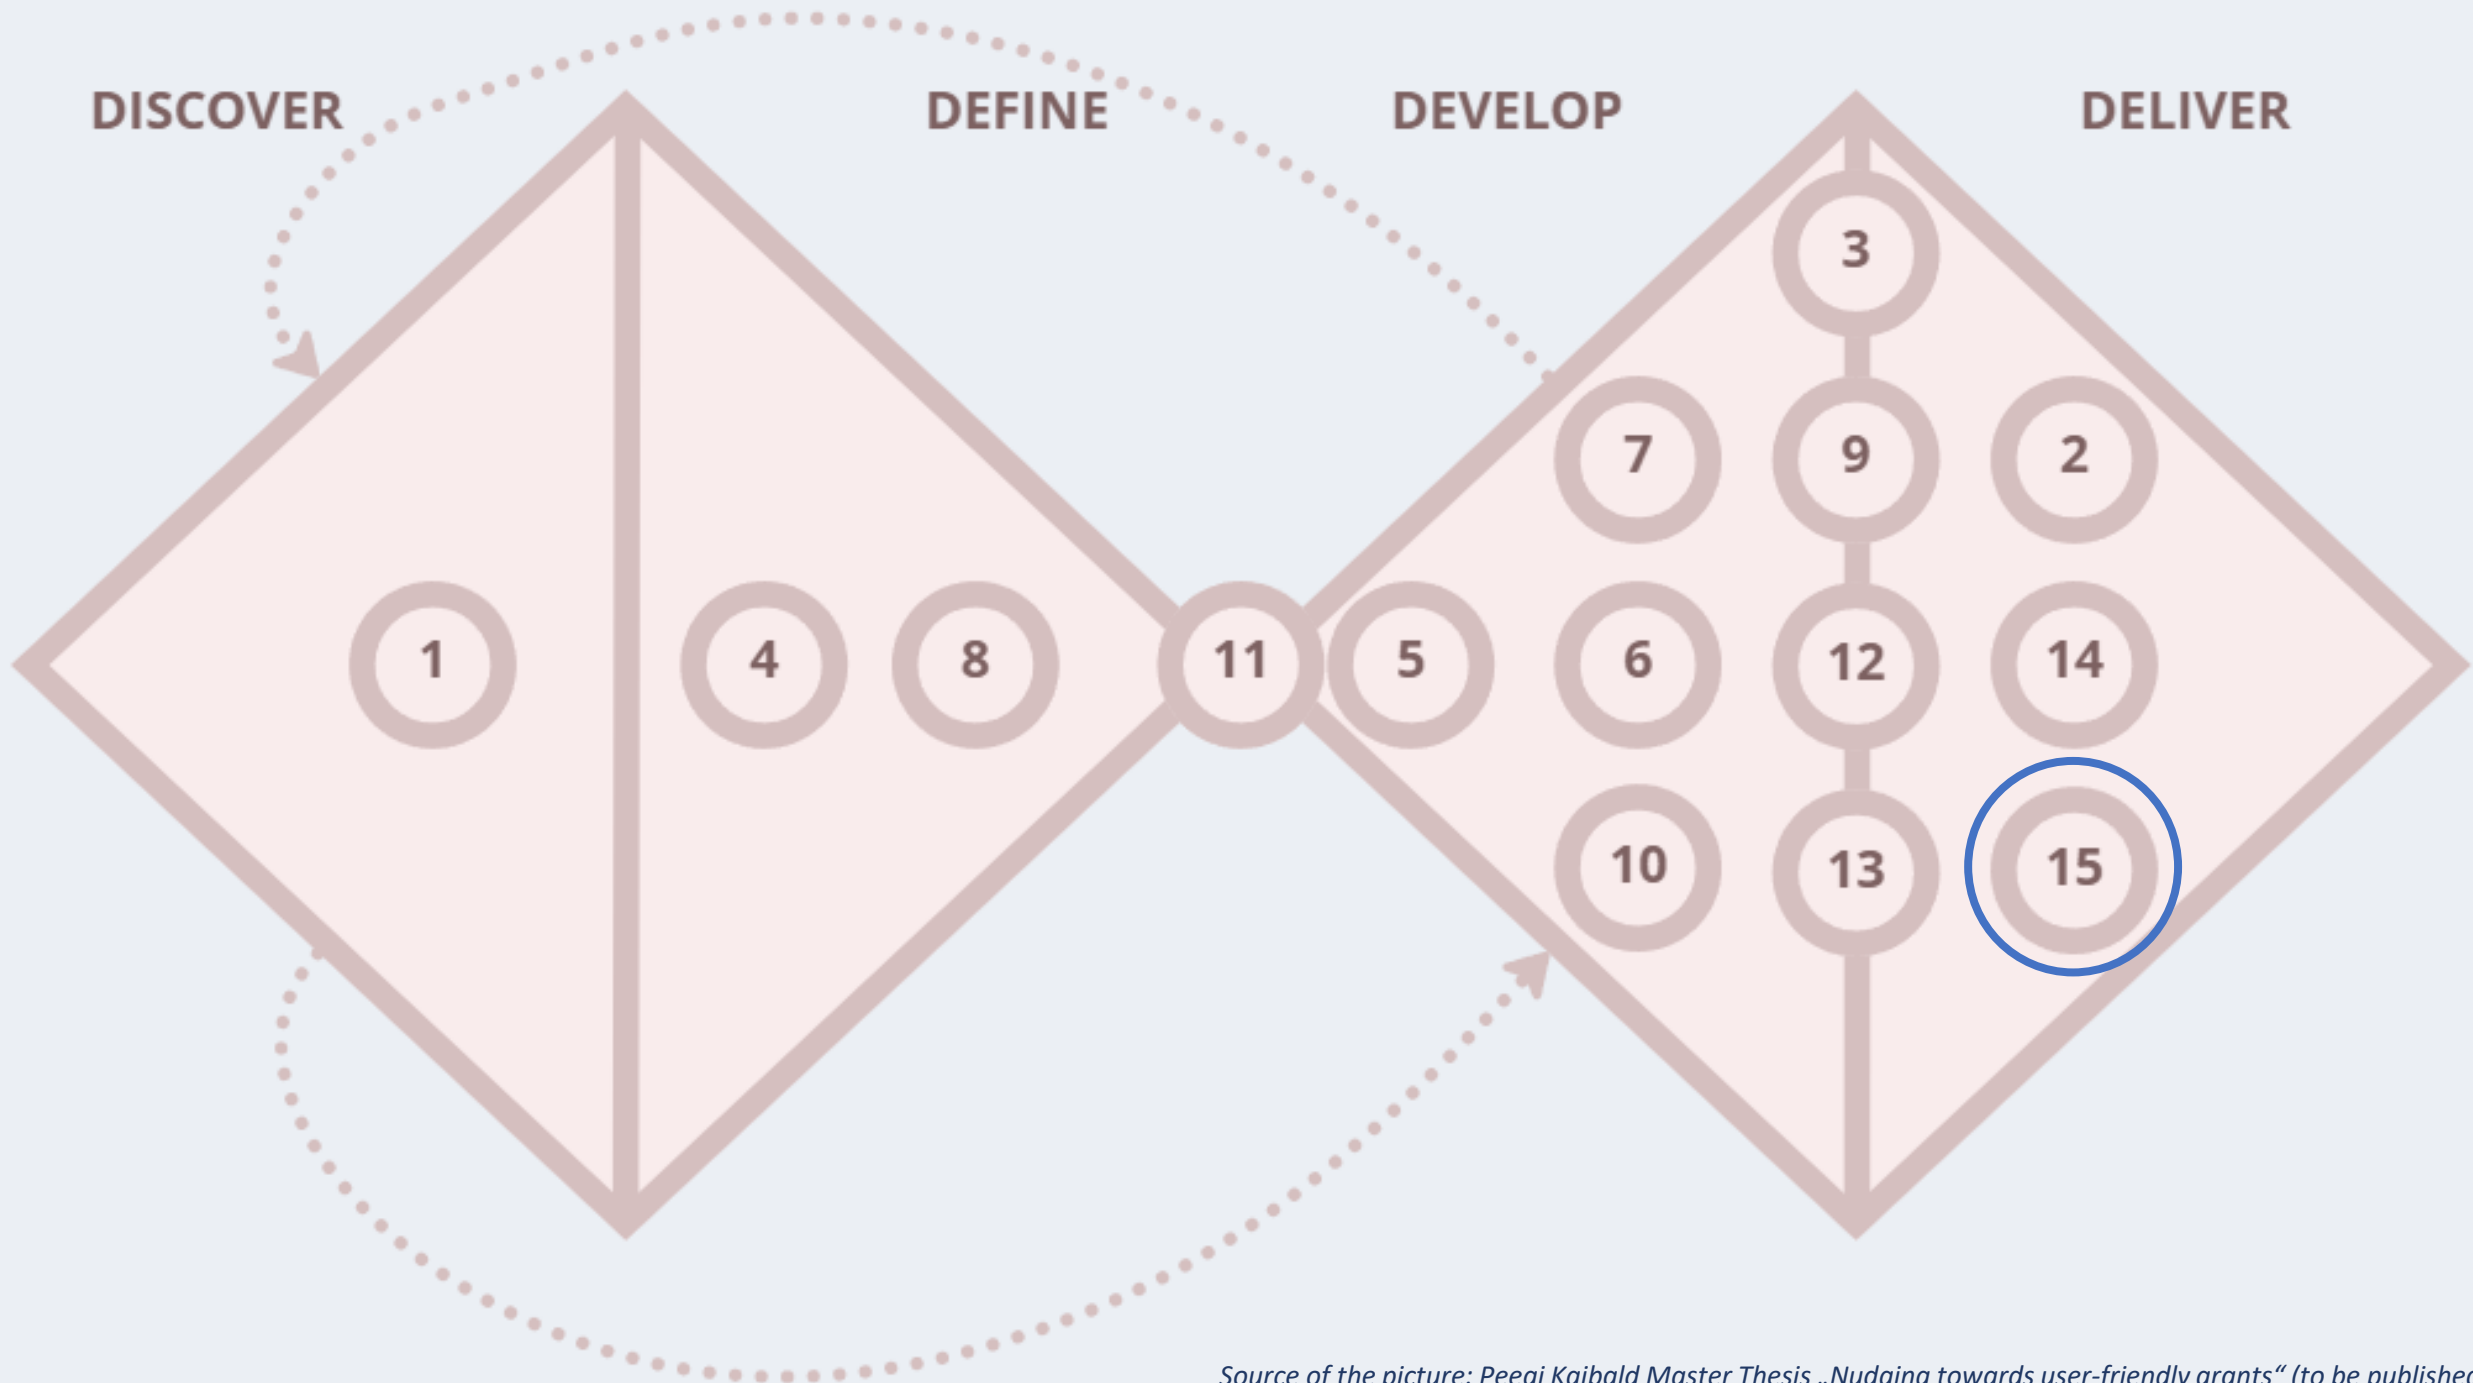 DISCOVER DEFINE DEVELOP DELIVER
3
7 9 2
1 4 8 11 5 6 12 14
10 13 15
Source of the picture: Peegi Kaibald Master Thesis „Nudging towards user-friendly grants“ (to be published